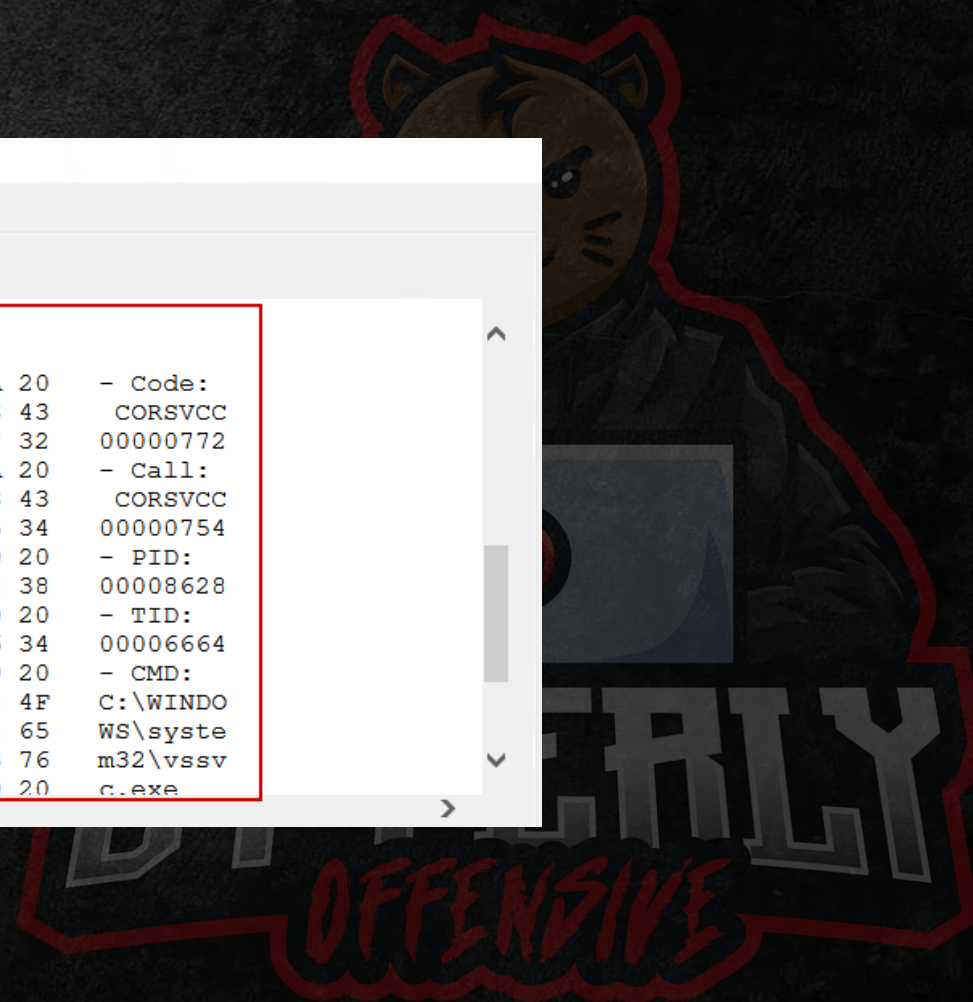 20 - Code:
43 CORSVCC
32 00000772
20 - Call:
43 CORSVCC
34 00000754
20 - PID:
38 00008628
20 - TID:
34 00006664
20 - CMD:
4F C:\WINDO
65 WS\syste
76 m32\vssv
20 c.exe
ERLY
OFFENSIVE